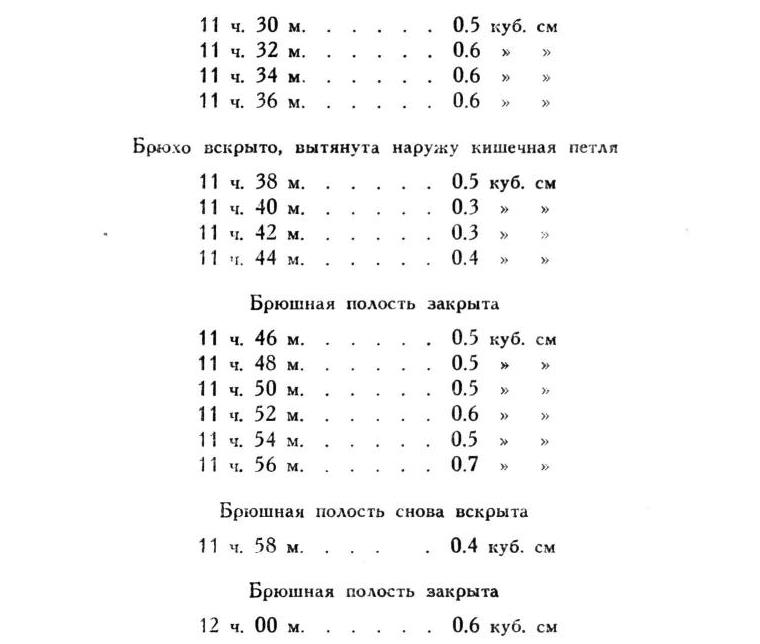 11 ч. 30 м. . . . . . 0.5 куб. см
11 ч. 32 м. . . . . . 0.6 » »
11 ч. 34 м. . . . . . 0.6 » »
11 ч. 36 м. . . . . . 0.6 » »
Брюхо вскрыто, вытянута наружу кишечная петля
11 ч. 38 м. . . . . . 0.5 куб. см
11 ч. 40 м. . . . . . 0.3 » »
11 ч. 42 м. . . . . . 0.3 » »
11 ч. 44 м. . . . . . 0.4 » »
Брюшная полость закрыта
11 ч. 46 м. . . . . . 0.5 куб. см
11 ч. 48 м. . . . . . 0.5 » »
11 ч. 50 м. . . . . . 0.5 » »
11 ч. 52 м. . . . . . 0.6 » »
11 ч. 54 м. . . . . . 0.5 » »
11 ч. 56 м. . . . . . 0.7 » »
Брюшная полость снова вскрыта
11 ч. 58 м. . . . . 0.4 куб. см
Брюшная полость закрыта
12 ч. 00 м. . . . . . 0.6 куб. см